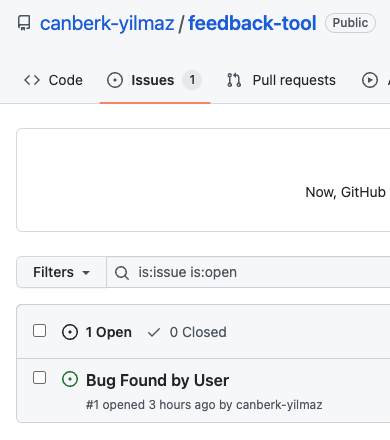 canberk-yilmaz / feedback-tool Public
Code Issues 1 Pull requests
Now, GitHub
Filters is:issue is:open
1 Open 0 Closed
Bug Found by User
#1 opened 3 hours ago by canberk-yilmaz